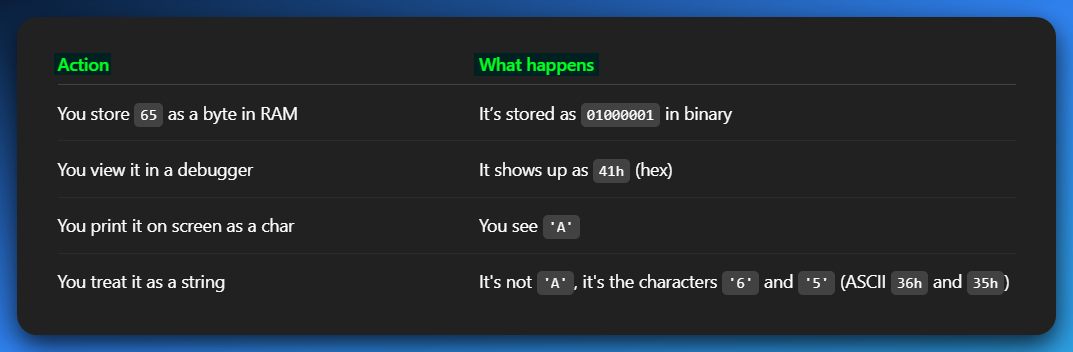 Action What happens
You store 65 as a byte in RAM It’s stored as 01000001 in binary
You view it in a debugger It shows up as 41h (hex)
You print it on screen as a char You see 'A'
You treat it as a string It's not 'A', it's the characters '6' and '5' (ASCII 36h and 35h)